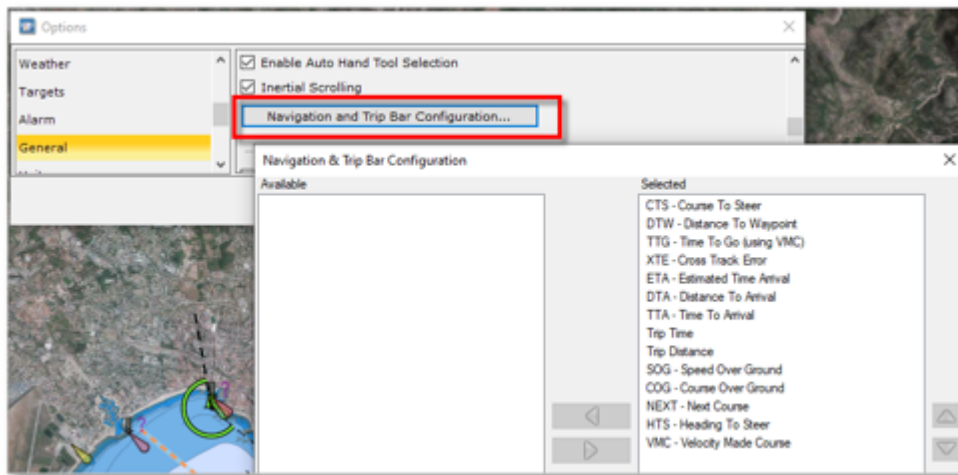 Options
Weather
Targets
Alarm
General
Enable Auto Hand Tool Selection
Inertial Scrolling
Navigation and Trip Bar Configuration...
Navigation & Trip Bar Configuration
Available
Selected
CTS - Course To Steer
DTW - Distance To Waypoint
TTG - Time To Go (using VMC)
XTE - Cross Track Error
ETA - Estimated Time Arrival
DTA - Distance To Arrival
TTA - Time To Arrival
Trip Time
Trip Distance
SOG - Speed Over Ground
COG - Course Over Ground
NEXT - Next Course
HTS - Heading To Steer
VMC - Velocity Made Course
?
?